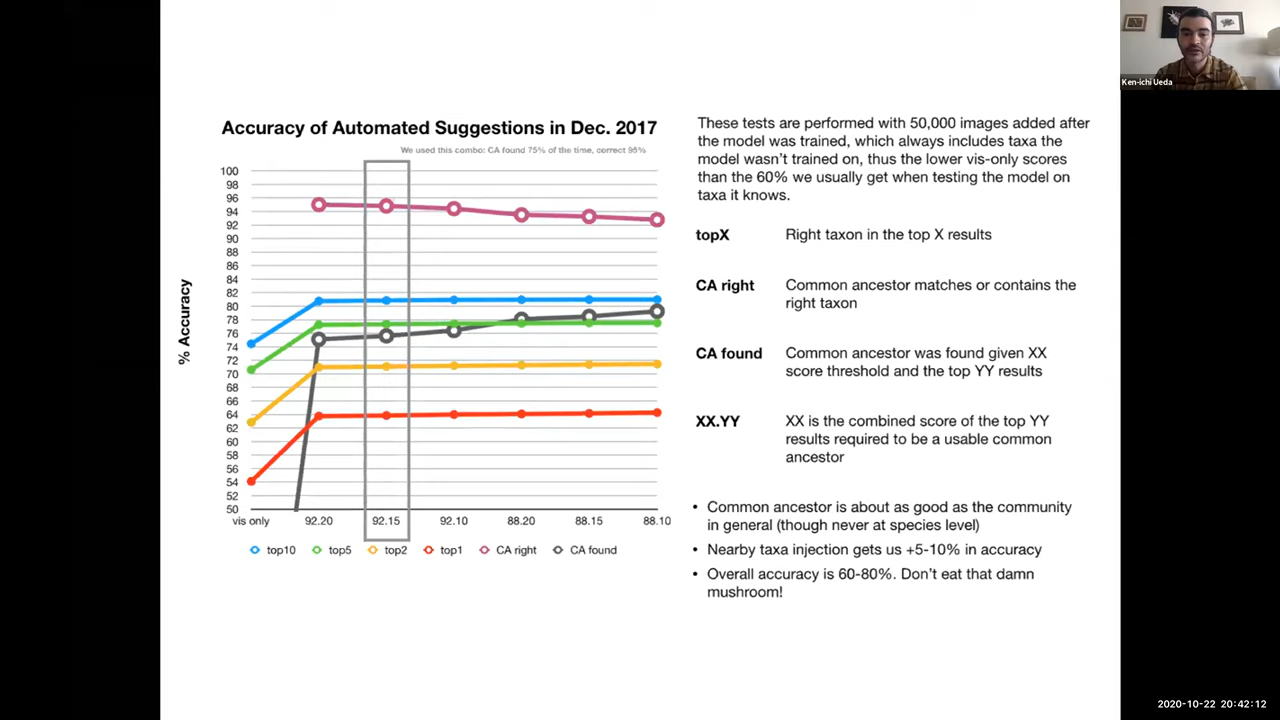 Ken-ichi Ueda
Accuracy of Automated Suggestions in Dec. 2017
We used this combo: CA found 75% of the time, correct 95%
% Accuracy
100
98
96
94
92
90
88
86
84
82
80
78
76
74
72
70
68
66
64
62
60
58
56
54
52
50
vis only 92.20 92.15 92.10 88.20 88.15 88.10
top10 top5 top2 top1 CA right CA found
These tests are performed with 50,000 images added after
the model was trained, which always includes taxa the
model wasn't trained on, thus the lower vis-only scores
than the 60% we usually get when testing the model on
taxa it knows.
topX Right taxon in the top X results
CA right Common ancestor matches or contains the
right taxon
CA found Common ancestor was found given XX
score threshold and the top YY results
XX.YY XX is the combined score of the top YY
results required to be a usable common
ancestor
• Common ancestor is about as good as the community
in general (though never at species level)
• Nearby taxa injection gets us +5-10% in accuracy
• Overall accuracy is 60-80%. Don't eat that damn
mushroom!
2020-10-22 20:42:12